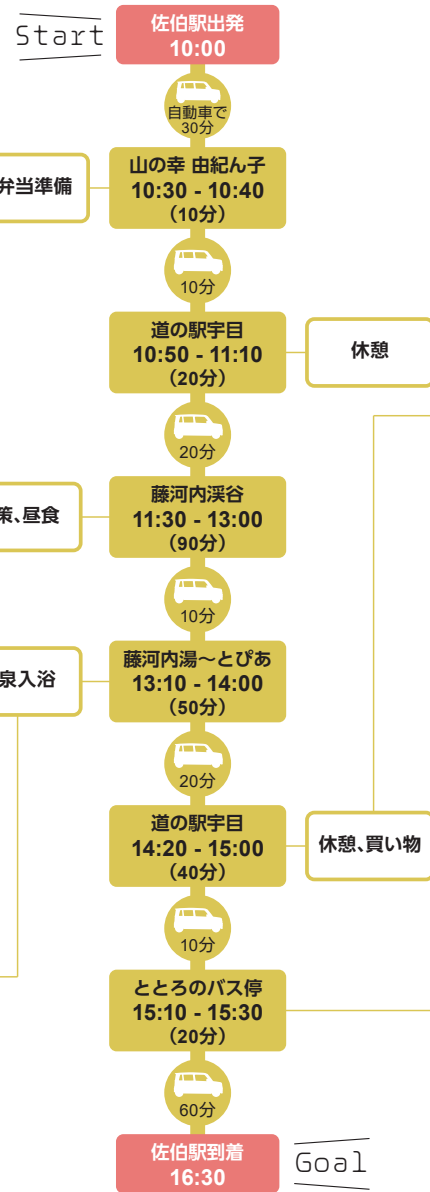 Start
佐伯駅出発
10:00
自動車で
30分
弁当準備
山の幸 由紀ん子
10:30 - 10:40
(10分)
10分
道の駅宇目
10:50 - 11:10
(20分)
休憩
20分
策、昼食
藤河内渓谷
11:30 - 13:00
(90分)
10分
泉入浴
藤河内湯〜とぴあ
13:10 - 14:00
(50分)
20分
道の駅宇目
14:20 - 15:00
(40分)
休憩、買い物
10分
ととろのバス停
15:10 - 15:30
(20分)
60分
佐伯駅到着
16:30
Goal